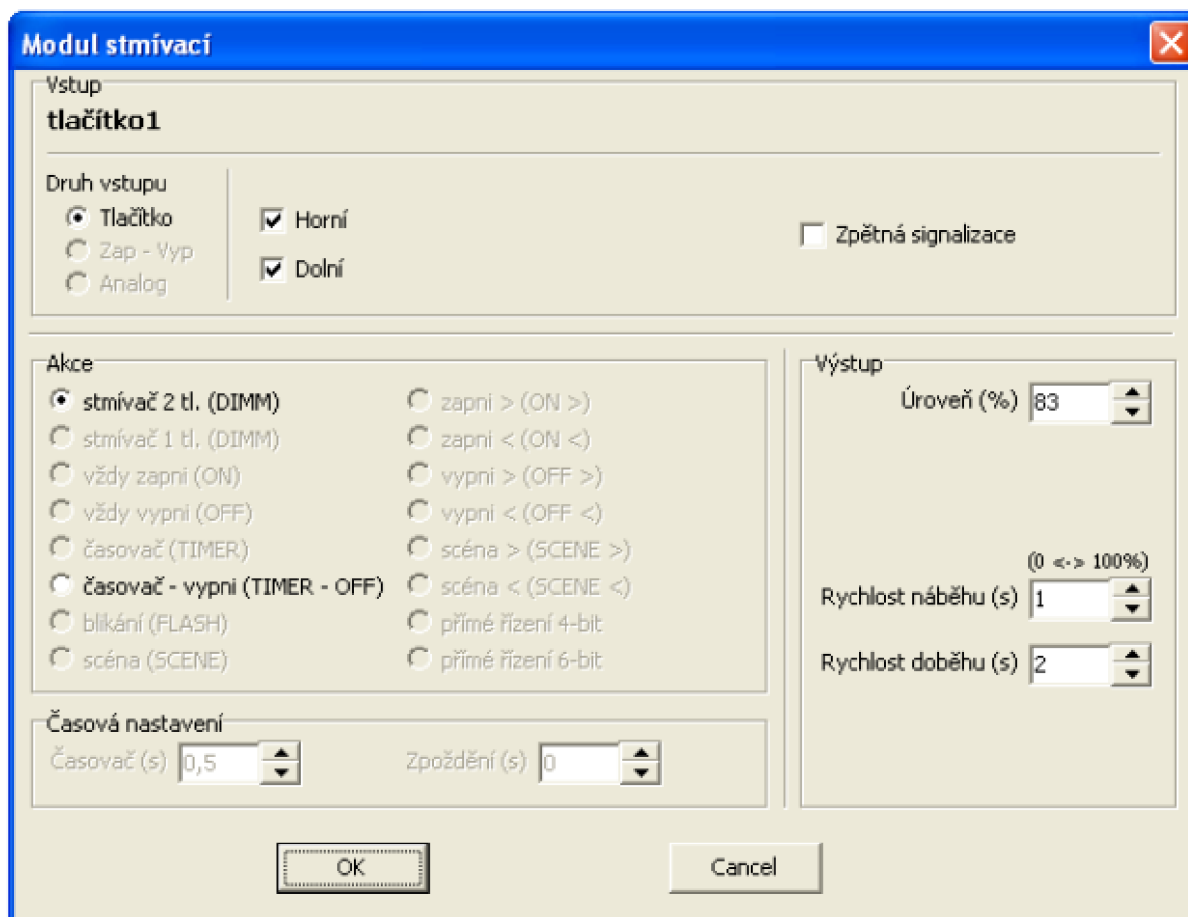 Modul stmívací
Vstup
tlačítko1
Druh vstupu
Tlačítko
Zap - Vyp
Analog
Horní
Dolní
Zpětná signalizace
Akce
stmívač 2 tl. (DIMM)
stmívač 1 tl. (DIMM)
vždy zapni (ON)
vždy vypni (OFF)
časovač (TIMER)
časovač - vypni (TIMER - OFF)
blikání (FLASH)
scéna (SCENE)
zapni > (ON >)
zapni < (ON <)
vypni > (OFF >)
vypni < (OFF <)
scéna > (SCENE >)
scéna < (SCENE <)
přímé řízení 4-bit
přímé řízení 6-bit
Výstup
Úroveň (%) 83
(0 <-> 100%)
Rychlost náběhu (s) 1
Rychlost doběhu (s) 2
Časová nastavení
Časovač (s) 0,5 Zpoždění (s) 0
OK Cancel